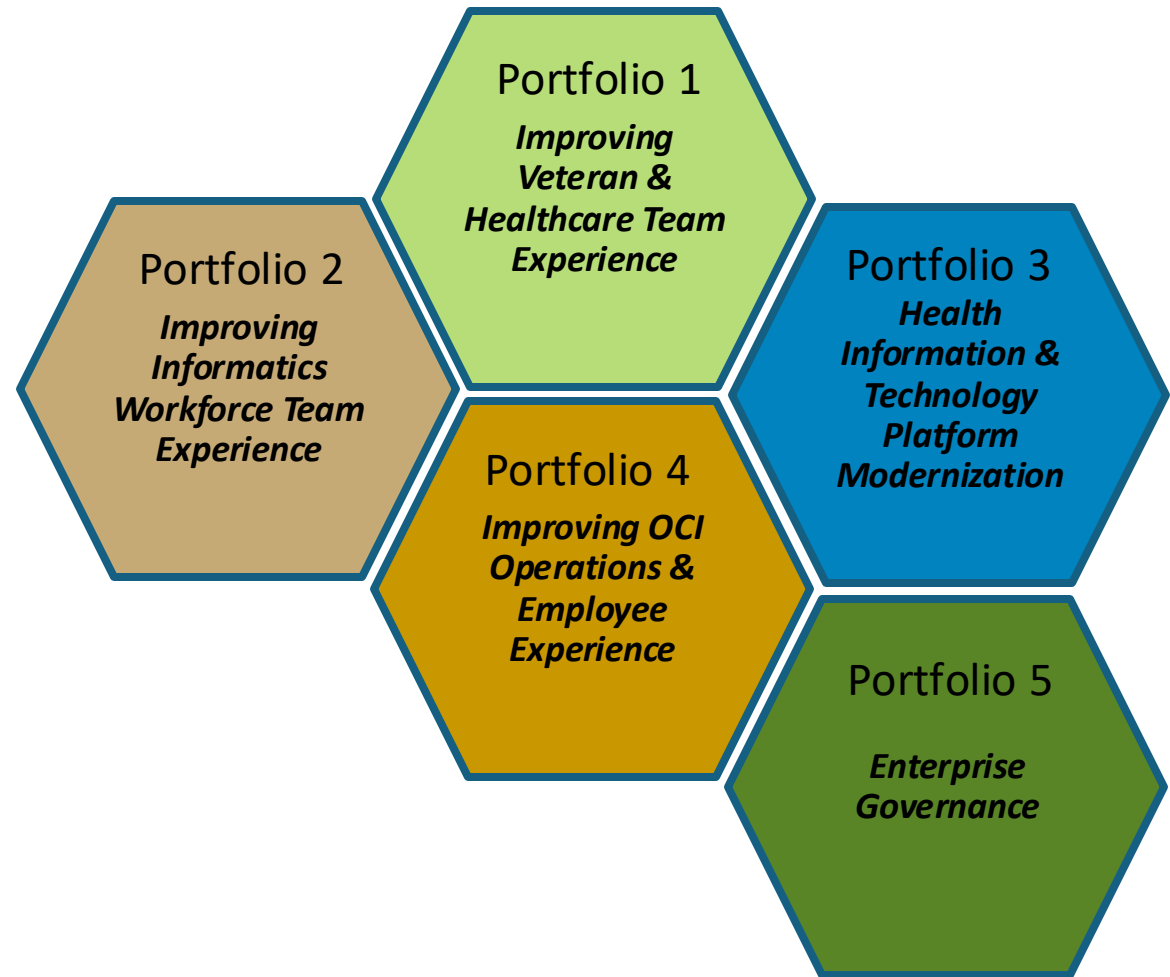 Portfolio 1
Improving
Veteran &
Healthcare Team
Experience
Portfolio 2
Improving
Informatics
Workforce Team
Experience
Portfolio 3
Health
Information &
Technology
Platform
Modernization
Portfolio 4
Improving OCI
Operations &
Employee
Experience
Portfolio 5
Enterprise
Governance